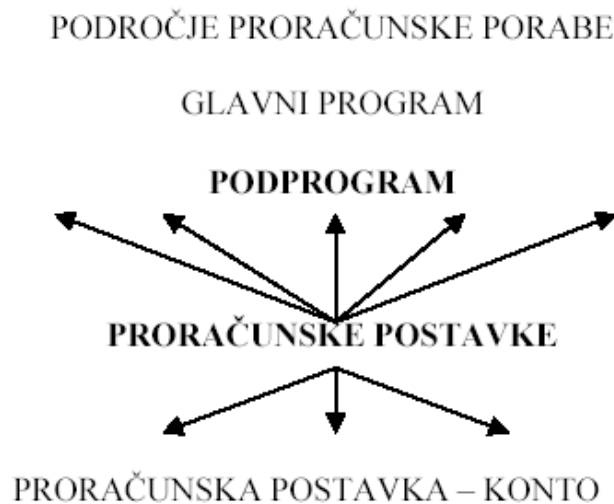 PODROČJE PRORAČUNSKE PORABE
GLAVNI PROGRAM
PODPROGRAM
PRORAČUNSKE POSTAVKE
PRORAČUNSKA POSTAVKA – KONTO